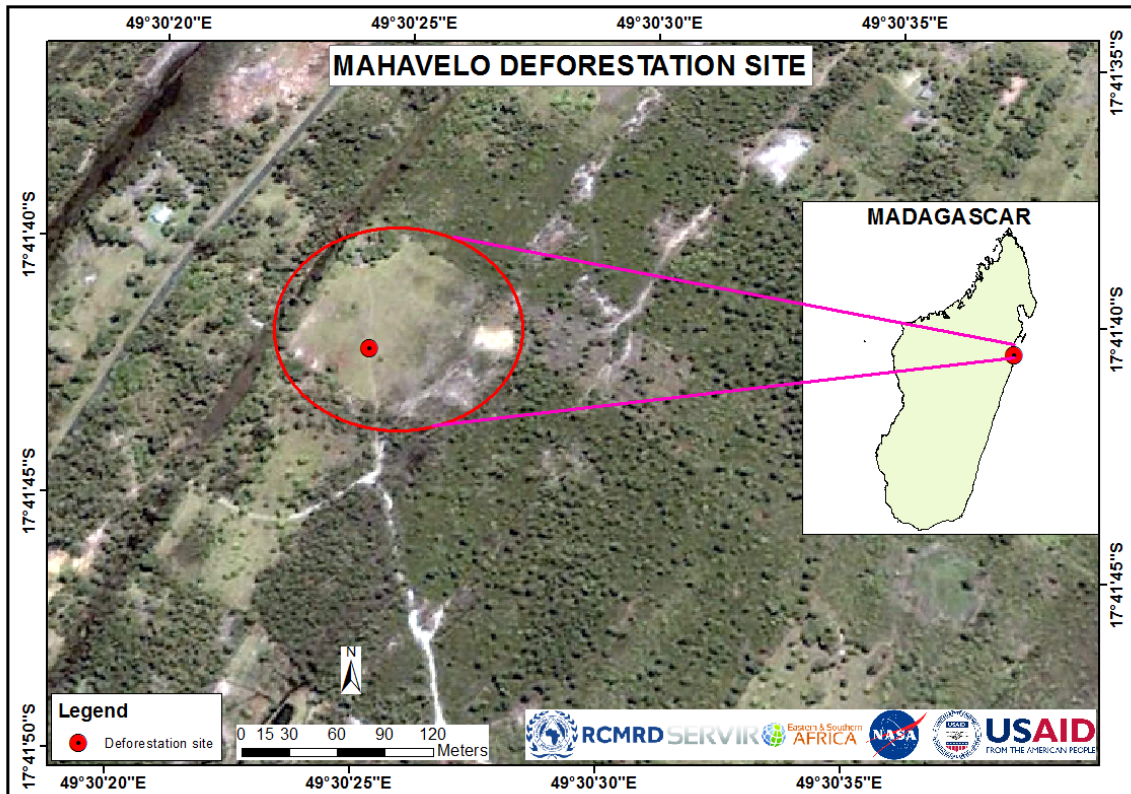 49°30'20"E 49°30'25"E 49°30'30"E 49°30'35"E
MAHAVELO DEFORESTATION SITE
17°41'35"S
17°41'40"S
MADAGASCAR
17°41'40"S
17°41'45"S
17°41'45"S
N
Legend
Deforestation site
0 15 30 60 90 120
Meters
RCMRD SERVIR Eastern & Southern AFRICA NASA USAID
FROM THE AMERICAN PEOPLE
17°41'50"S
49°30'20"E 49°30'25"E 49°30'30"E 49°30'35"E